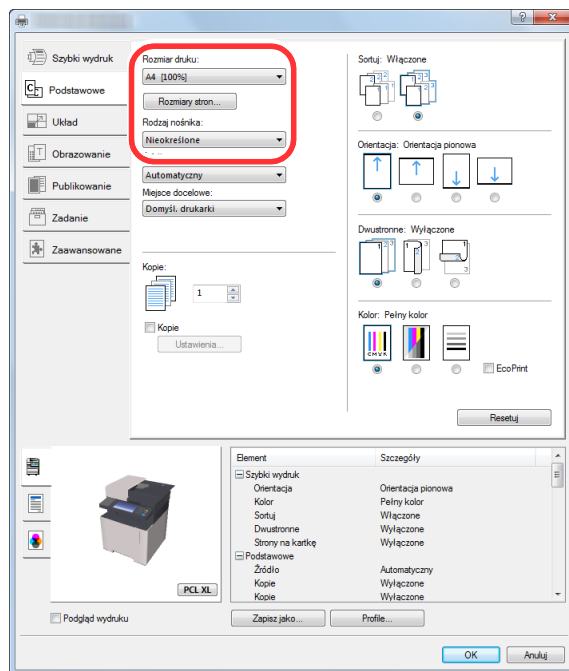 Szybki wydruk
Podstawowe
Układ
Obrazowanie
Publikowanie
Zadanie
Zaawansowane
Rozmiar druku:
A4 [100%]
Rozmiary stron...
Rodzaj nośnika:
Nieokreślone
Automatyczny
Miejsce docelowe:
Domyśl. drukarki
Kopie:
1
Kopie
Ustawienia...
Sortuj: Włączone
Orientacja: Orientacja pionowa
Dwustronne: Wyłączone
Kolor: Pełny kolor
CMYK
EcoPrint
Resetuj
PCL XL
Podgląd wydruku
Element Szczegóły
Szybki wydruk
Orientacja Orientacja pionowa
Kolor Pełny kolor
Sortuj Włączone
Dwustronne Wyłączone
Strony na kartkę Wyłączone
Podstawowe
Źródło Automatyczny
Kopie Wyłączone
Kopie Wyłączone
Zapisz jako... Profile...
OK Anuluj